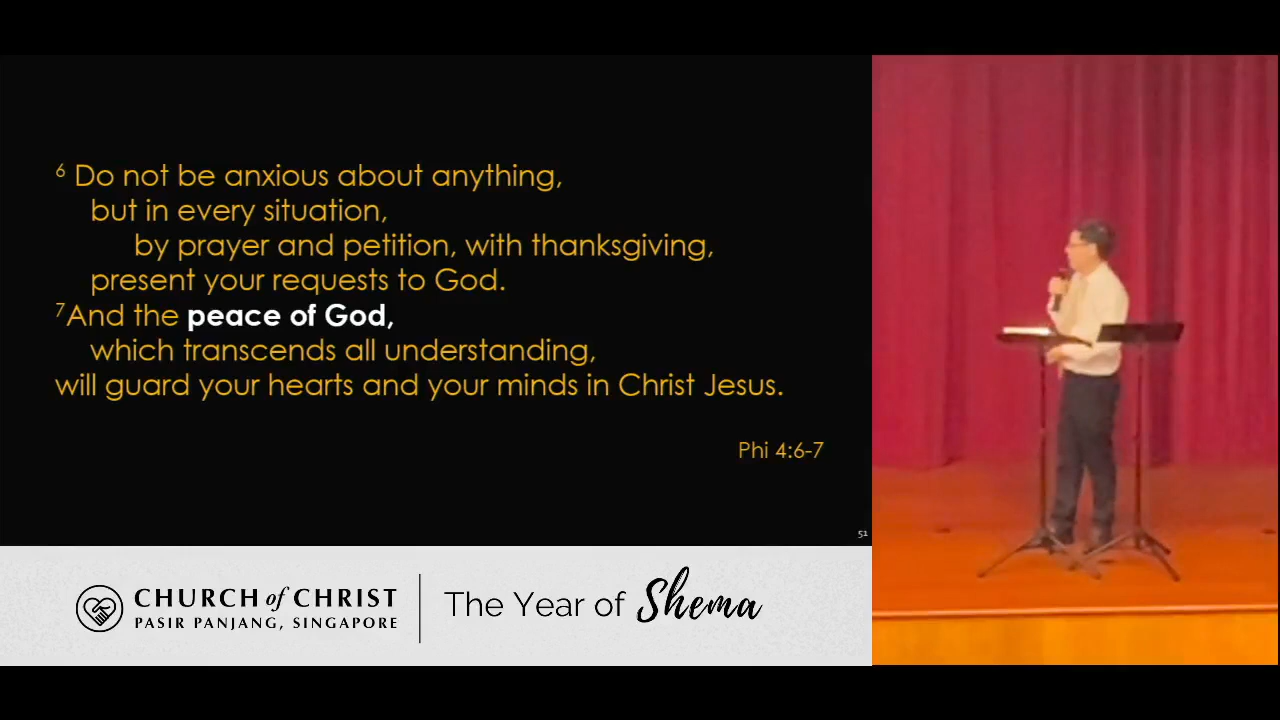 ⁶ Do not be anxious about anything,
but in every situation,
by prayer and petition, with thanksgiving,
present your requests to God.
⁷And the peace of God,
which transcends all understanding,
will guard your hearts and your minds in Christ Jesus.
Phi 4:6-7
51
CHURCH of CHRIST
PASIR PANJANG, SINGAPORE
The Year of Shema